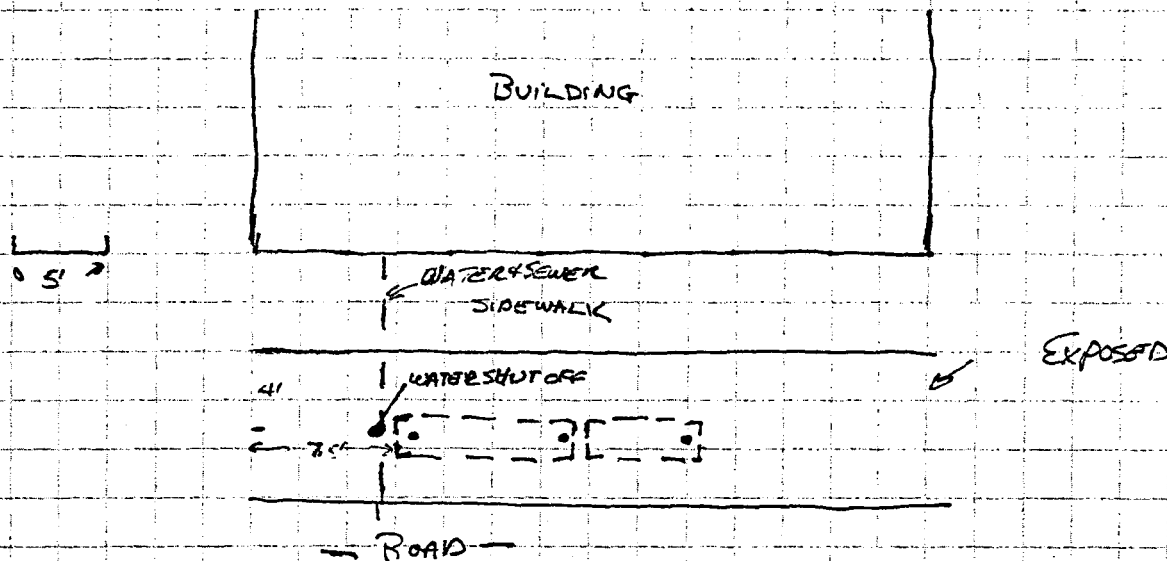 BUILDING
0 5'
WATER & SEWER
SIDEWALK
EXPOSED
4'
WATER SHUT OFF
— ROAD —